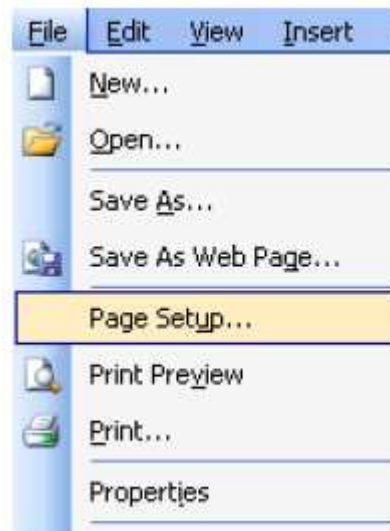 File Edit View Insert
New...
Open...
Save As...
Save As Web Page...
Page Setup...
Print Preview
Print...
Properties